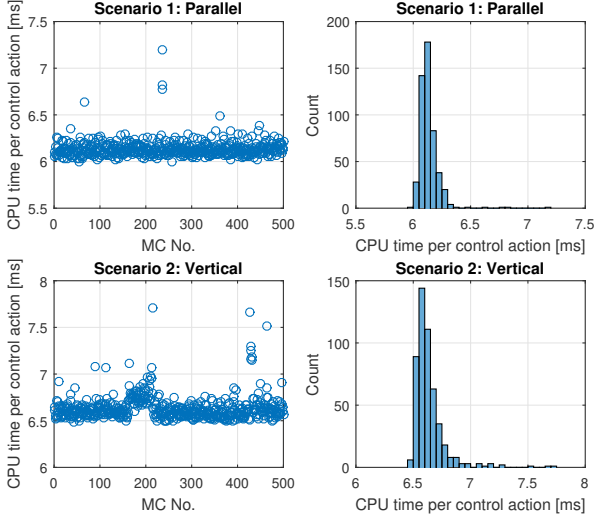 Scenario 1: Parallel
7.5
7
6.5
6
5.5
CPU time per control action [ms]
0 100 200 300 400 500
MC No.
Scenario 1: Parallel
200
150
100
50
0
Count
5.5 6 6.5 7 7.5
CPU time per control action [ms]
Scenario 2: Vertical
8
7.5
7
6.5
6
CPU time per control action [ms]
0 100 200 300 400 500
MC No.
Scenario 2: Vertical
150
100
50
0
Count
6 6.5 7 7.5 8
CPU time per control action [ms]